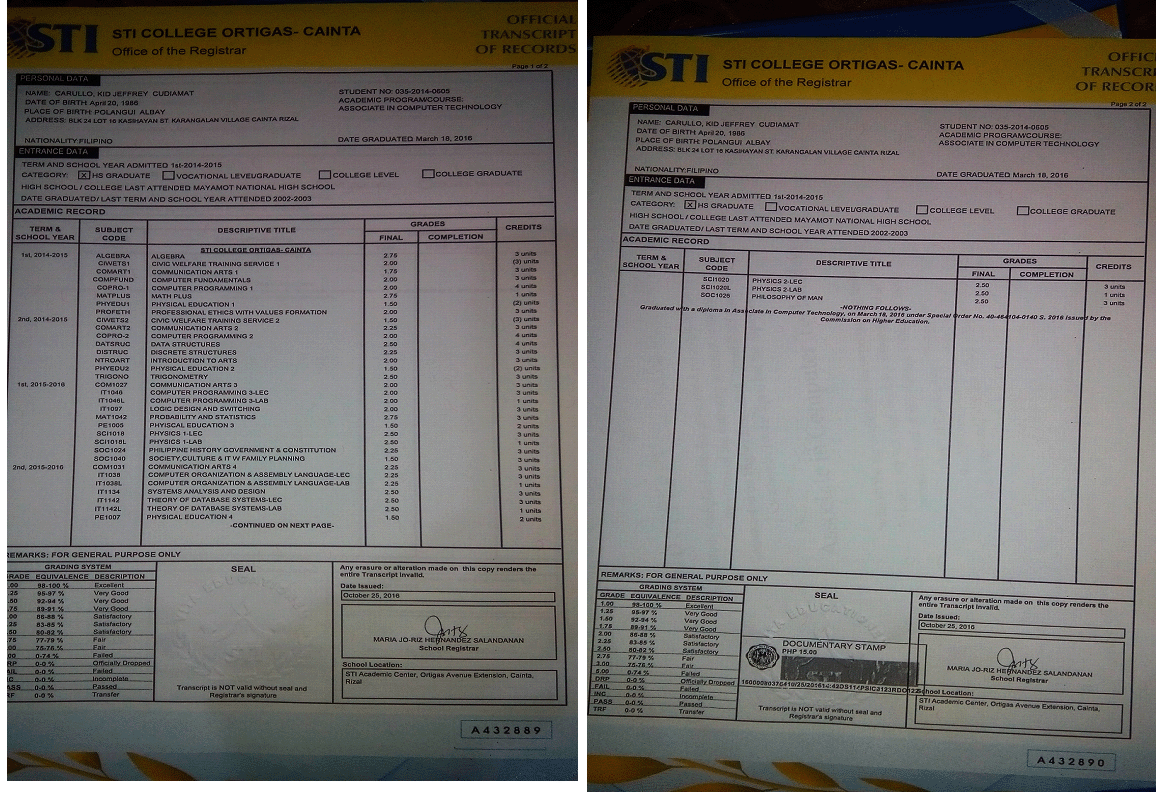 STI
STI COLLEGE ORTIGAS- CAINTA
Office of the Registrar
OFFICIAL
TRANSCRIPT
OF RECORDS
Page 1 of 2
PERSONAL DATA
NAME: CARULLO, KID JEFFREY CUDIAMAT
DATE OF BIRTH: April 20, 1986
PLACE OF BIRTH: POLANGUI ALBAY
ADDRESS: BLK 24 LOT 16 KASIHAYAN ST. KARANGALAN VILLAGE CAINTA RIZAL
STUDENT NO: 035-2014-0605
ACADEMIC PROGRAM/COURSE:
ASSOCIATE IN COMPUTER TECHNOLOGY
NATIONALITY:FILIPINO
DATE GRADUATED March 18, 2016
ENTRANCE DATA
TERM AND SCHOOL YEAR ADMITTED 1st-2014-2015
CATEGORY: X HS GRADUATE VOCATIONAL LEVEL/GRADUATE COLLEGE LEVEL COLLEGE GRADUATE
HIGH SCHOOL / COLLEGE LAST ATTENDED MAYAMOT NATIONAL HIGH SCHOOL
DATE GRADUATED/ LAST TERM AND SCHOOL YEAR ATTENDED 2002-2003
ACADEMIC RECORD
TERM & SCHOOL YEAR SUBJECT CODE DESCRIPTIVE TITLE GRADES FINAL COMPLETION CREDITS
STI COLLEGE ORTIGAS- CAINTA
1st, 2014-2015 ALGEBRA ALGEBRA 2.75 3 units
CIWETS1 CIVIC WELFARE TRAINING SERVICE 1 2.00 (3) units
COMART1 COMMUNICATION ARTS 1 1.75 3 units
COMPFUND COMPUTER FUNDAMENTALS 2.00 3 units
COPRO-1 COMPUTER PROGRAMMING 1 2.00 4 units
MATPLUS MATH PLUS 2.75 1 units
PHYEDU1 PHYSICAL EDUCATION 1 1.50 (2) units
PROFETH PROFESSIONAL ETHICS WITH VALUES FORMATION 2.00 3 units
2nd, 2014-2015 CIWETS2 CIVIC WELFARE TRAINING SERVICE 2 1.50 (3) units
COMART2 COMMUNICATION ARTS 2 2.25 3 units
COPRO-2 COMPUTER PROGRAMMING 2 2.00 4 units
DATSRUC DATA STRUCTURES 2.50 4 units
DISTRUC DISCRETE STRUCTURES 2.25 3 units
NTROART INTRODUCTION TO ARTS 2.00 3 units
PHYEDU2 PHYSICAL EDUCATION 2 1.50 (2) units
TRIGONO TRIGONOMETRY 2.50 3 units
1st, 2015-2016 COM1027 COMMUNICATION ARTS 3 2.00 3 units
IT1046 COMPUTER PROGRAMMING 3-LEC 2.00 3 units
IT1046L COMPUTER PROGRAMMING 3-LAB 2.00 1 units
IT1097 LOGIC DESIGN AND SWITCHING 2.00 3 units
MAT1042 PROBABILITY AND STATISTICS 2.75 3 units
PE1005 PHYISCAL EDUCATION 3 1.50 2 units
SCI1018 PHYSICS 1-LEC 2.50 3 units
SCI1018L PHYSICS 1-LAB 2.50 1 units
SOC1024 PHILIPPINE HISTORY GOVERNMENT & CONSTITUTION 2.25 3 units
SOC1040 SOCIETY,CULTURE & IT W FAMILY PLANNING 1.50 3 units
2nd, 2015-2016 COM1031 COMMUNICATION ARTS 4 2.25 3 units
IT1038 COMPUTER ORGANIZATION & ASSEMBLY LANGUAGE-LEC 2.25 3 units
IT1038L COMPUTER ORGANIZATION & ASSEMBLY LANGUAGE-LAB 2.25 1 units
IT1134 SYSTEMS ANALYSIS AND DESIGN 2.50 3 units
IT1142 THEORY OF DATABASE SYSTEMS-LEC 2.50 3 units
IT1142L THEORY OF DATABASE SYSTEMS-LAB 2.50 1 units
PE1007 PHYSICAL EDUCATION 4 1.50 2 units
-CONTINUED ON NEXT PAGE-
REMARKS: FOR GENERAL PURPOSE ONLY
GRADING SYSTEM
GRADE EQUIVALENCE DESCRIPTION
.00 98-100 % Excellent
.25 95-97 % Very Good
.50 92-94 % Very Good
.75 89-91 % Very Good
.00 86-88 % Satisfactory
.25 83-85 % Satisfactory
.50 80-82 % Satisfactory
.75 77-79 % Fair
.00 75-76 % Fair
.00 0-74 % Failed
RP 0-0 % Officially Dropped
AIL 0-0 % Failed
NC 0-0 % Incomplete
ASS 0-0 % Passed
RF 0-0 % Transfer
SEAL
Transcript is NOT valid without seal and
Registrar's signature
Any erasure or alteration made on this copy renders the
entire Transcript Invalid.
Date Issued:
October 25, 2016
MARIA JO-RIZ HERNANDEZ SALANDANAN
School Registrar
School Location:
STI Academic Center, Ortigas Avenue Extension, Cainta,
Rizal
A432889
STI
STI COLLEGE ORTIGAS- CAINTA
Office of the Registrar
OFFIC
TRANSCRI
OF RECOR
Page 2 of 2
PERSONAL DATA
NAME: CARULLO, KID JEFFREY CUDIAMAT
DATE OF BIRTH: April 20, 1986
PLACE OF BIRTH: POLANGUI ALBAY
ADDRESS: BLK 24 LOT 16 KASIHAYAN ST. KARANGALAN VILLAGE CAINTA RIZAL
STUDENT NO: 035-2014-0605
ACADEMIC PROGRAM/COURSE:
ASSOCIATE IN COMPUTER TECHNOLOGY
NATIONALITY:FILIPINO
DATE GRADUATED March 18, 2016
ENTRANCE DATA
TERM AND SCHOOL YEAR ADMITTED 1st-2014-2015
CATEGORY: X HS GRADUATE VOCATIONAL LEVEL/GRADUATE COLLEGE LEVEL COLLEGE GRADUATE
HIGH SCHOOL / COLLEGE LAST ATTENDED MAYAMOT NATIONAL HIGH SCHOOL
DATE GRADUATED/ LAST TERM AND SCHOOL YEAR ATTENDED 2002-2003
ACADEMIC RECORD
TERM & SCHOOL YEAR SUBJECT CODE DESCRIPTIVE TITLE GRADES FINAL COMPLETION CREDITS
SCI1020 PHYSICS 2-LEC 2.50 3 units
SCI1020L PHYSICS 2-LAB 2.50 1 units
SOC1026 PHILOSOPHY OF MAN 2.50 3 units
-NOTHING FOLLOWS-
Graduated with a diploma in Associate in Computer Technology, on March 18, 2016 under Special Order No. 40-464104-0140 S. 2016 issued by the
Commission on Higher Education.
REMARKS: FOR GENERAL PURPOSE ONLY
GRADING SYSTEM
GRADE EQUIVALENCE DESCRIPTION
1.00 98-100 % Excellent
1.25 95-97 % Very Good
1.50 92-94 % Very Good
1.75 89-91 % Very Good
2.00 86-88 % Satisfactory
2.25 83-85 % Satisfactory
2.50 80-82 % Satisfactory
2.75 77-79 % Fair
3.00 75-76 % Fair
5.00 0-74 % Failed
DRP 0-0 % Officially Dropped
FAIL 0-0 % Failed
INC 0-0 % Incomplete
PASS 0-0 % Passed
TRF 0-0 % Transfer
SEAL
DOCUMENTARY STAMP
PHP 15.00
Transcript is NOT valid without seal and
Registrar's signature
Any erasure or alteration made on this copy renders the
entire Transcript Invalid.
Date Issued:
October 25, 2016
MARIA JO-RIZ HERNANDEZ SALANDANAN
School Registrar
School Location:
STI Academic Center, Ortigas Avenue Extension, Cainta,
Rizal
A432890